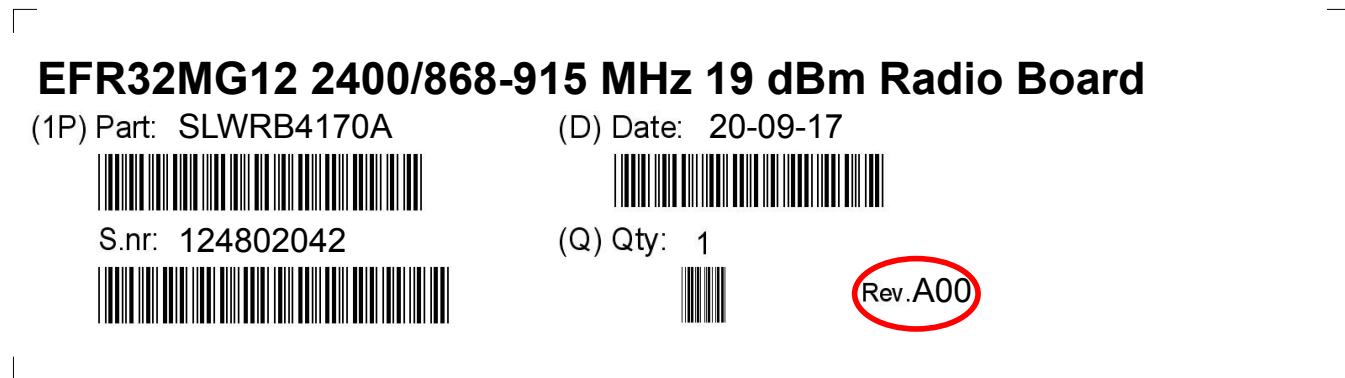 EFR32MG12 2400/868-915 MHz 19 dBm Radio Board
(1P) Part: SLWRB4170A (D) Date: 20-09-17
S.nr: 124802042 (Q) Qty: 1
Rev.A00